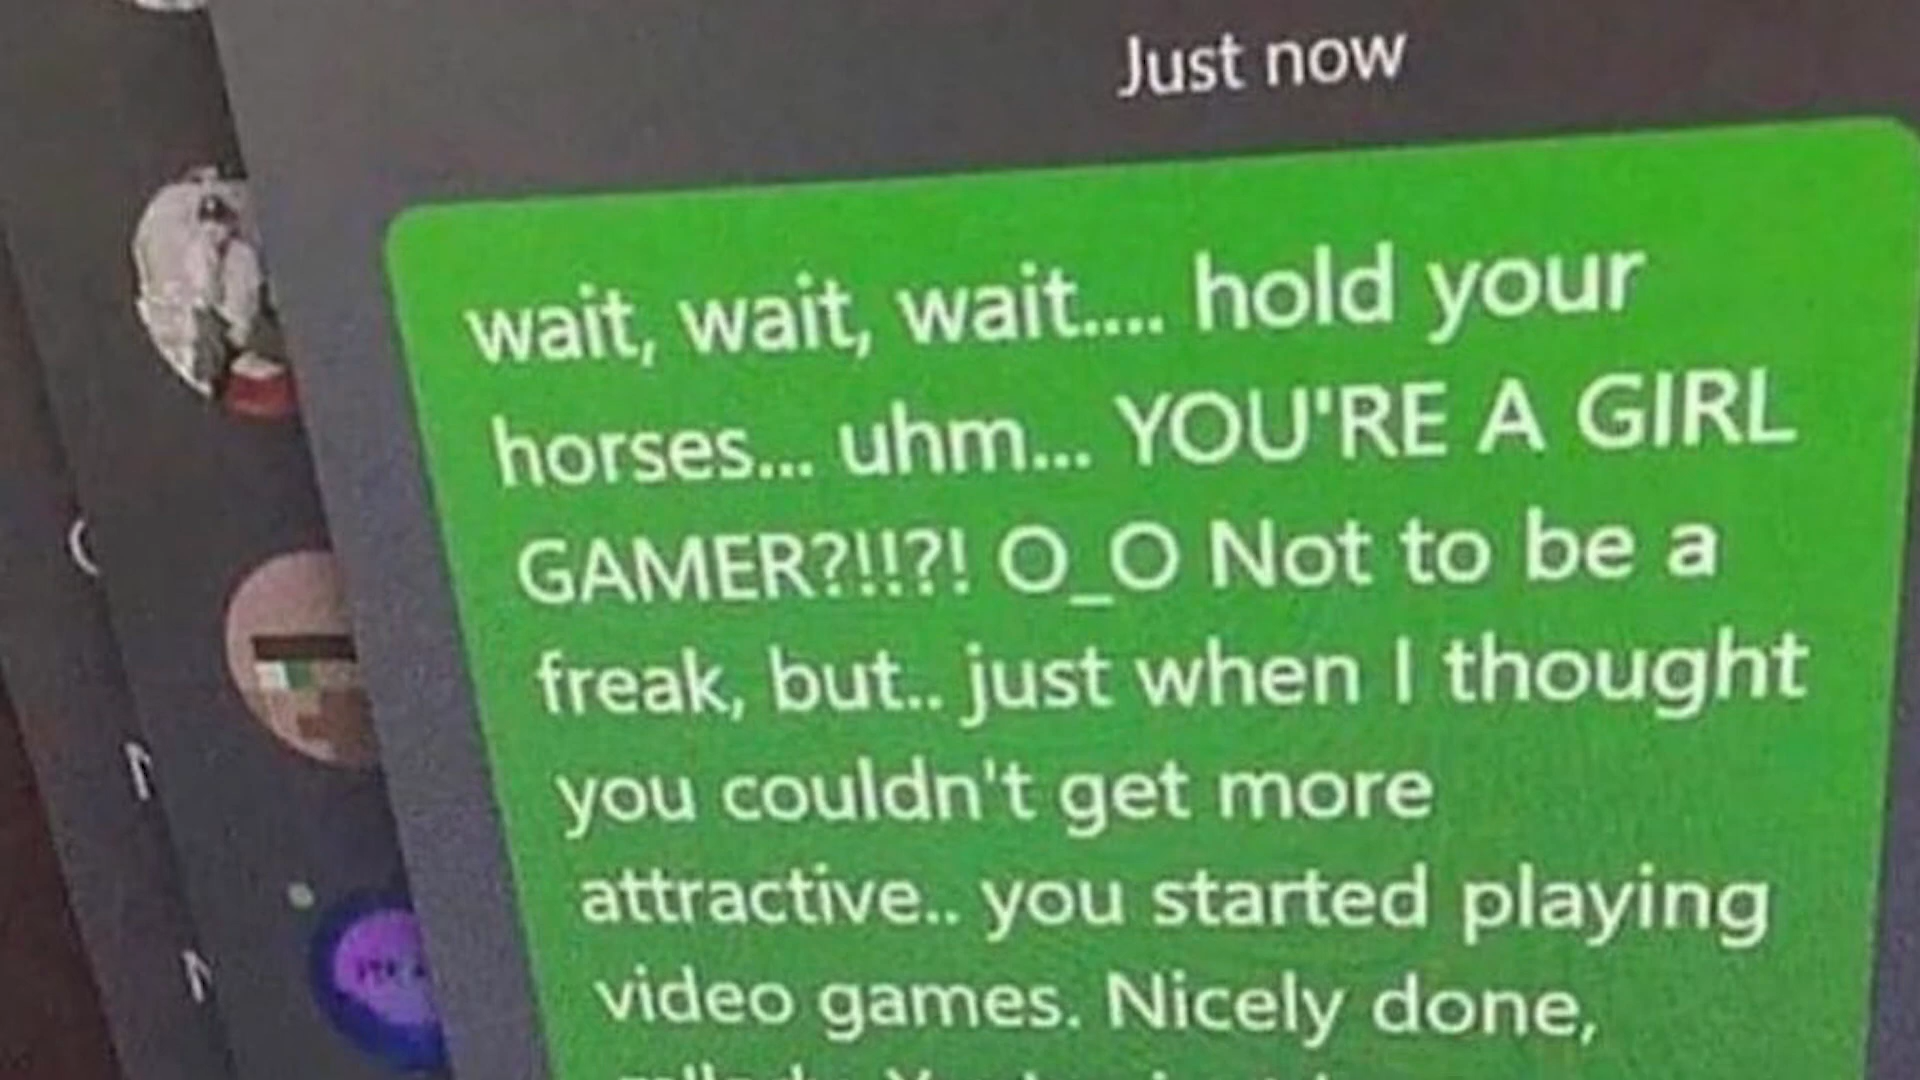 Just now
wait, wait, wait.... hold your
horses... uhm... YOU'RE A GIRL
GAMER?!!?! O_O Not to be a
freak, but.. just when I thought
you couldn't get more
attractive.. you started playing
video games. Nicely done,